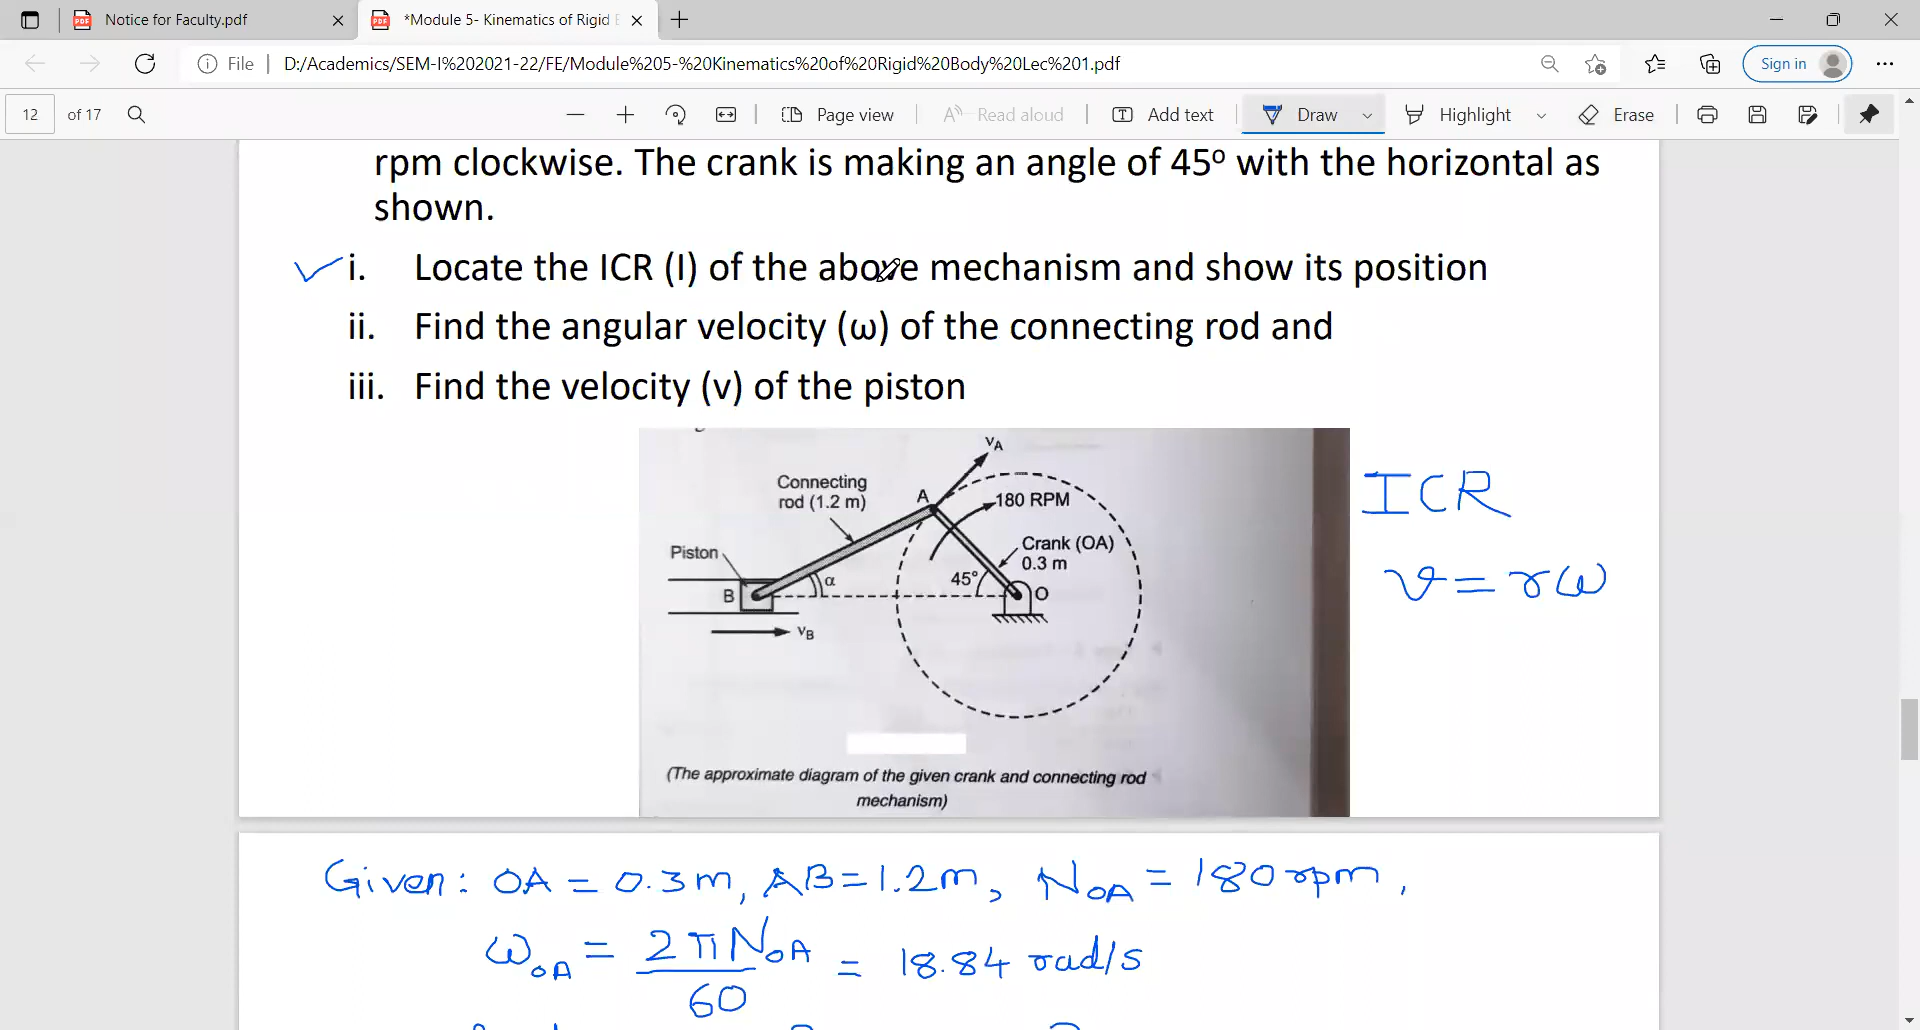 Notice for Faculty.pdf
*Module 5- Kinematics of Rigid
File
D:/Academics/SEM-I%202021-22/FE/Module%205-%20Kinematics%20of%20Rigid%20Body%20Lec%201.pdf
Sign in
12 of 17
Page view
Read aloud
Add text
Draw
Highlight
Erase
rpm clockwise. The crank is making an angle of 45º with the horizontal as
shown.
i. Locate the ICR (I) of the above mechanism and show its position
ii. Find the angular velocity (ω) of the connecting rod and
iii. Find the velocity (v) of the piston
vA
Connecting
rod (1.2 m)
A
180 RPM
Crank (OA)
0.3 m
Piston
α
45°
B
O
vB
(The approximate diagram of the given crank and connecting rod
mechanism)
ICR
v = rω
Given: OA = 0.3 m, AB = 1.2 m, N_OA = 180 rpm,
ω_OA = 2πN_OA / 60 = 18.84 rad/s